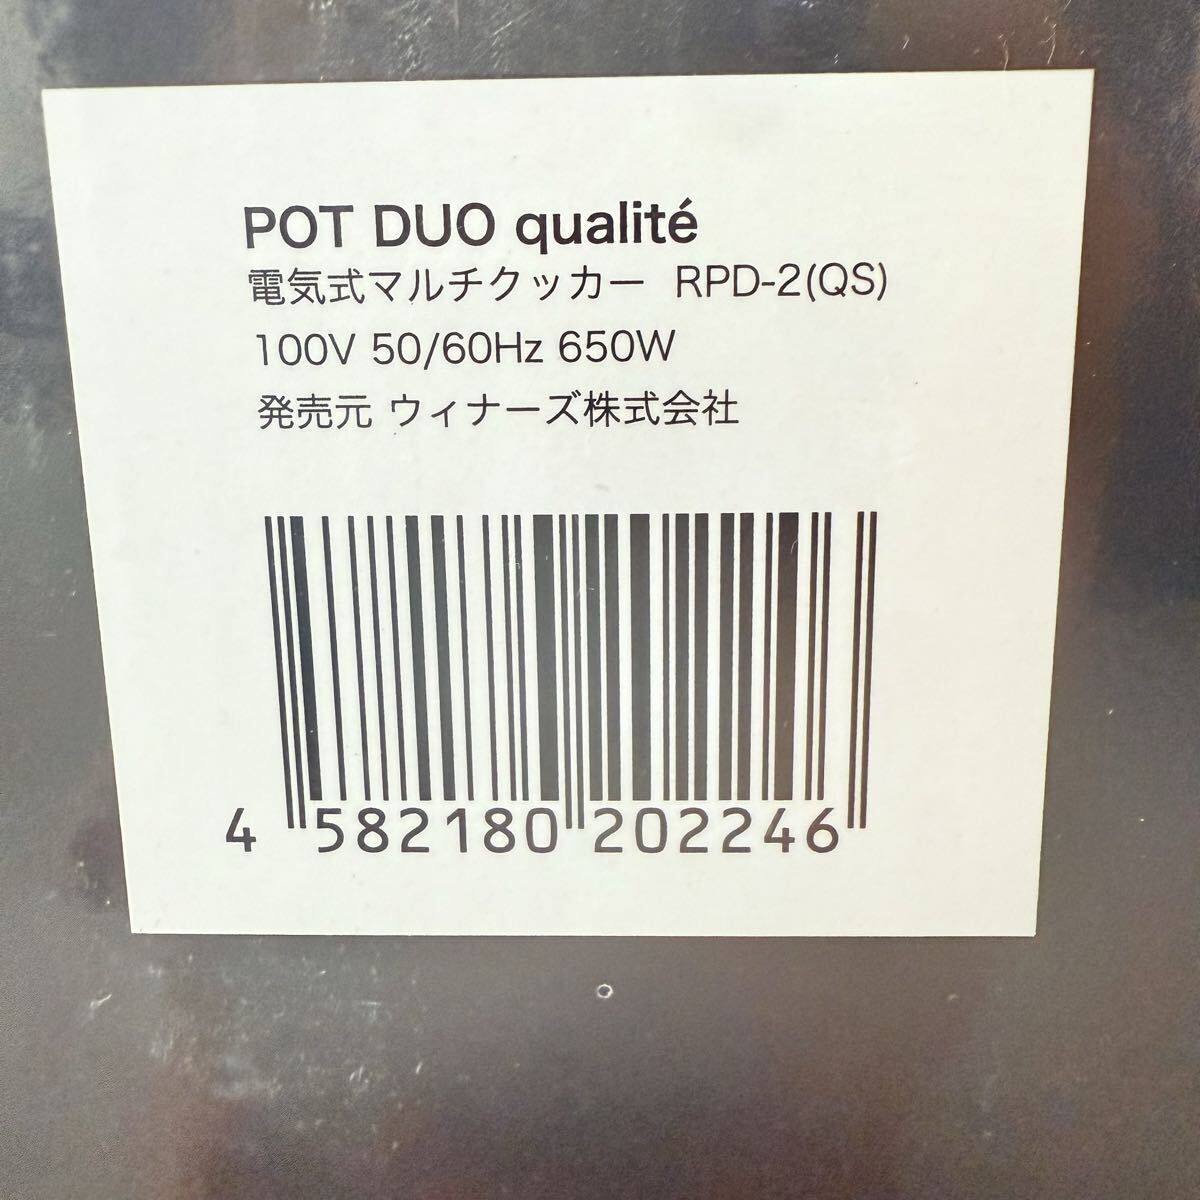 POT DUO qualité
電気式マルチクッカー RPD-2(QS)
100V 50/60Hz 650W
発売元 ウィナーズ株式会社
4 582180 202246